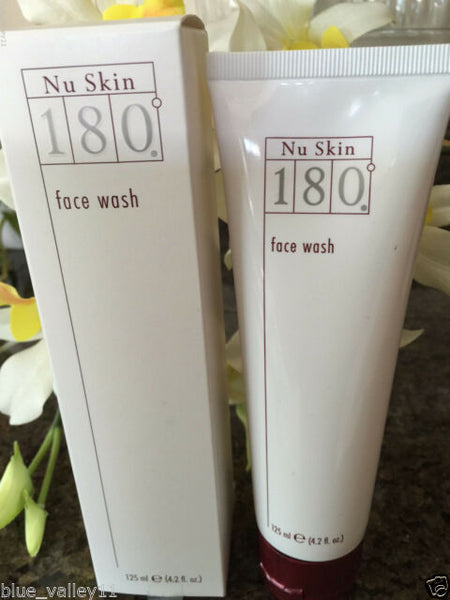 Nu Skin
180°
face wash
125 ml ℮ (4.2 fl. oz.)
Nu Skin
180°
face wash
125 ml ℮ (4.2 fl. oz.)
blue_valley11